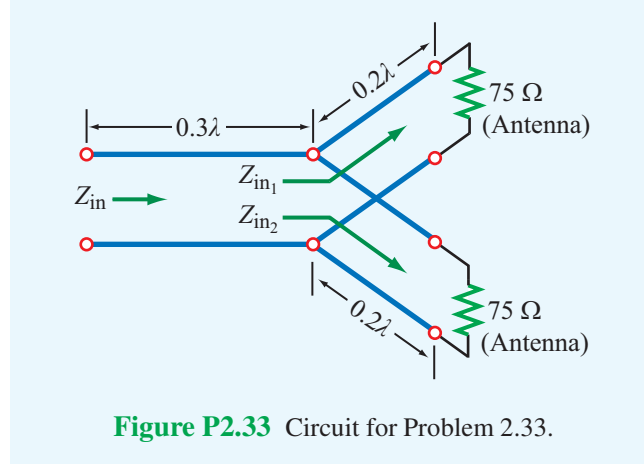 0.2λ
75 Ω
(Antenna)
0.3λ
Zin1
Zin
Zin2
75 Ω
(Antenna)
0.2λ
Figure P2.33 Circuit for Problem 2.33.